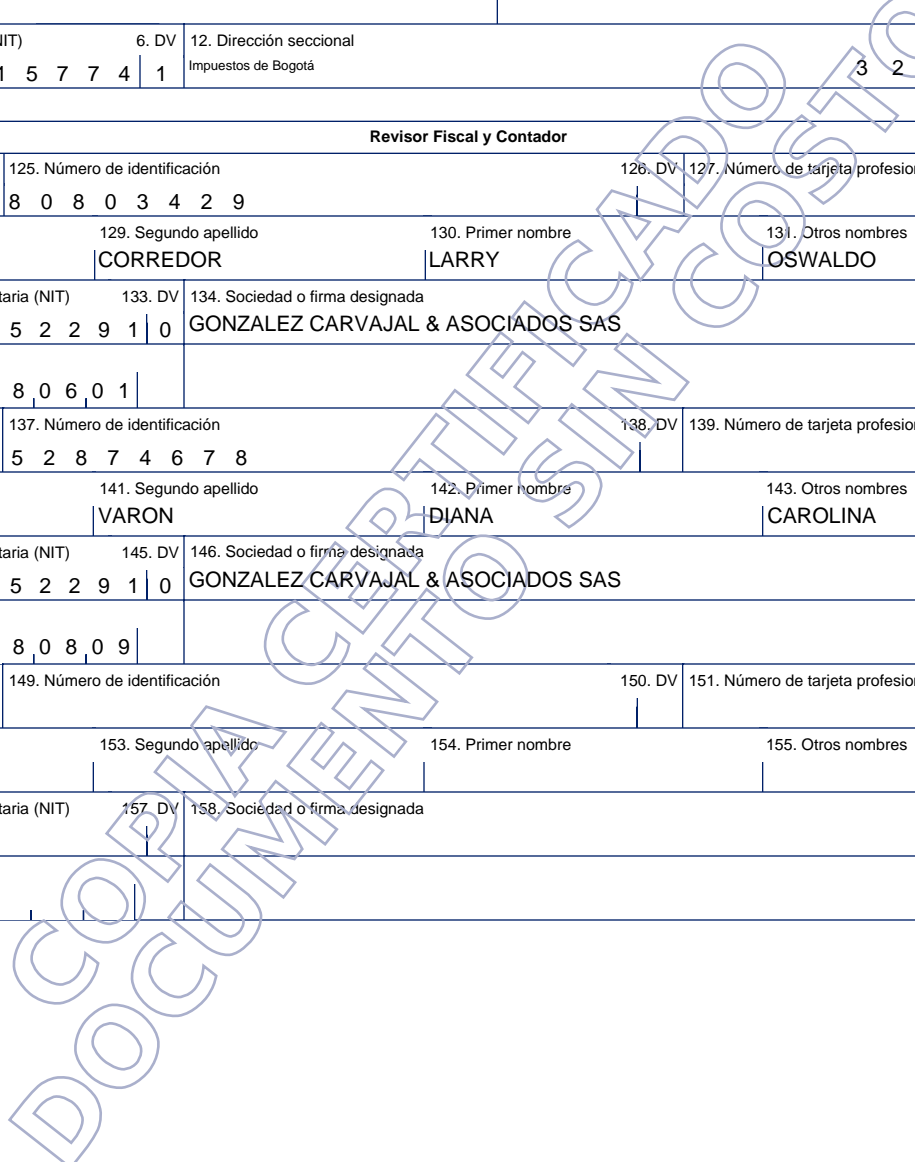 IIT) 6. DV 12. Dirección seccional
1 5 7 7 4 1 Impuestos de Bogotá 3 2
Revisor Fiscal y Contador
125. Número de identificación 126. DV 127. Número de tarjeta profesion
8 0 8 0 3 4 2 9
129. Segundo apellido 130. Primer nombre 131. Otros nombres
CORREDOR LARRY OSWALDO
taria (NIT) 133. DV 134. Sociedad o firma designada
5 2 2 9 1 0 GONZALEZ CARVAJAL & ASOCIADOS SAS
8 0 6 0 1
137. Número de identificación 138. DV 139. Número de tarjeta profesion
5 2 8 7 4 6 7 8
141. Segundo apellido 142. Primer nombre 143. Otros nombres
VARON DIANA CAROLINA
taria (NIT) 145. DV 146. Sociedad o firma designada
5 2 2 9 1 0 GONZALEZ CARVAJAL & ASOCIADOS SAS
8 0 8 0 9
149. Número de identificación 150. DV 151. Número de tarjeta profesion
153. Segundo apellido 154. Primer nombre 155. Otros nombres
taria (NIT) 157. DV 158. Sociedad o firma designada
COPIA CERTIFICADO
DOCUMENTO SIN COSTO